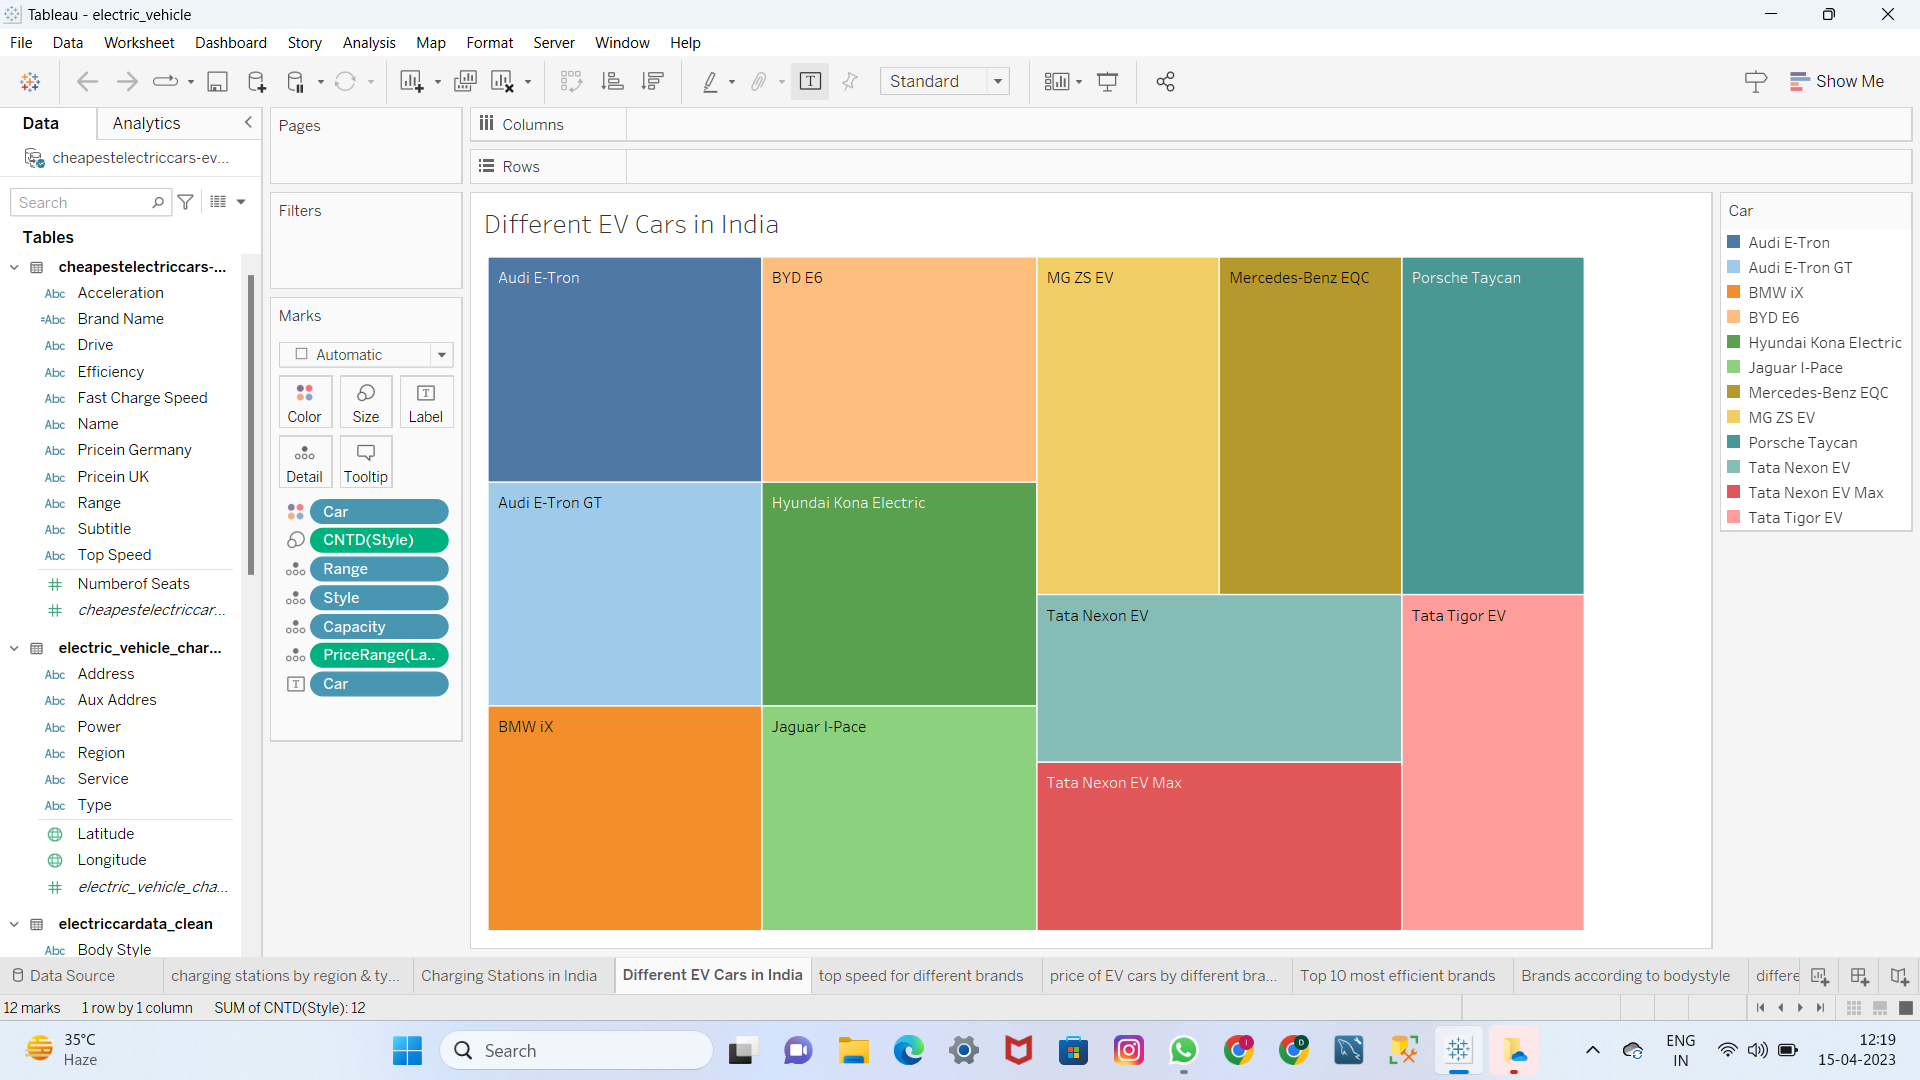 Tableau - electric_vehicle
File Data Worksheet Dashboard Story Analysis Map Format Server Window Help
Standard
Show Me
Data
Analytics
cheapestelectriccars-ev...
Search
Tables
cheapestelectriccars-...
Abc Acceleration
=Abc Brand Name
Abc Drive
Abc Efficiency
Abc Fast Charge Speed
Abc Name
Abc Pricein Germany
Abc Pricein UK
Abc Range
Abc Subtitle
Abc Top Speed
# Numberof Seats
# cheapestelectriccar...
electric_vehicle_char...
Abc Address
Abc Aux Addres
Abc Power
Abc Region
Abc Service
Abc Type
Latitude
Longitude
# electric_vehicle_cha...
electriccardata_clean
Abc Body Style
Pages
Filters
Marks
Automatic
Color Size Label
Detail Tooltip
Car
CNTD(Style)
Range
Style
Capacity
PriceRange(La..
T Car
Columns
Rows
Different EV Cars in India
Audi E-Tron
BYD E6
MG ZS EV
Mercedes-Benz EQC
Porsche Taycan
Audi E-Tron GT
Hyundai Kona Electric
Tata Nexon EV
Tata Tigor EV
BMW iX
Jaguar I-Pace
Tata Nexon EV Max
Car
Audi E-Tron
Audi E-Tron GT
BMW iX
BYD E6
Hyundai Kona Electric
Jaguar I-Pace
Mercedes-Benz EQC
MG ZS EV
Porsche Taycan
Tata Nexon EV
Tata Nexon EV Max
Tata Tigor EV
Data Source
charging stations by region & ty...
Charging Stations in India
Different EV Cars in India
top speed for different brands
price of EV cars by different bra...
Top 10 most efficient brands
Brands according to bodystyle
differe
12 marks 1 row by 1 column SUM of CNTD(Style): 12
35°C
Haze
Search
ENG
IN
12:19
15-04-2023